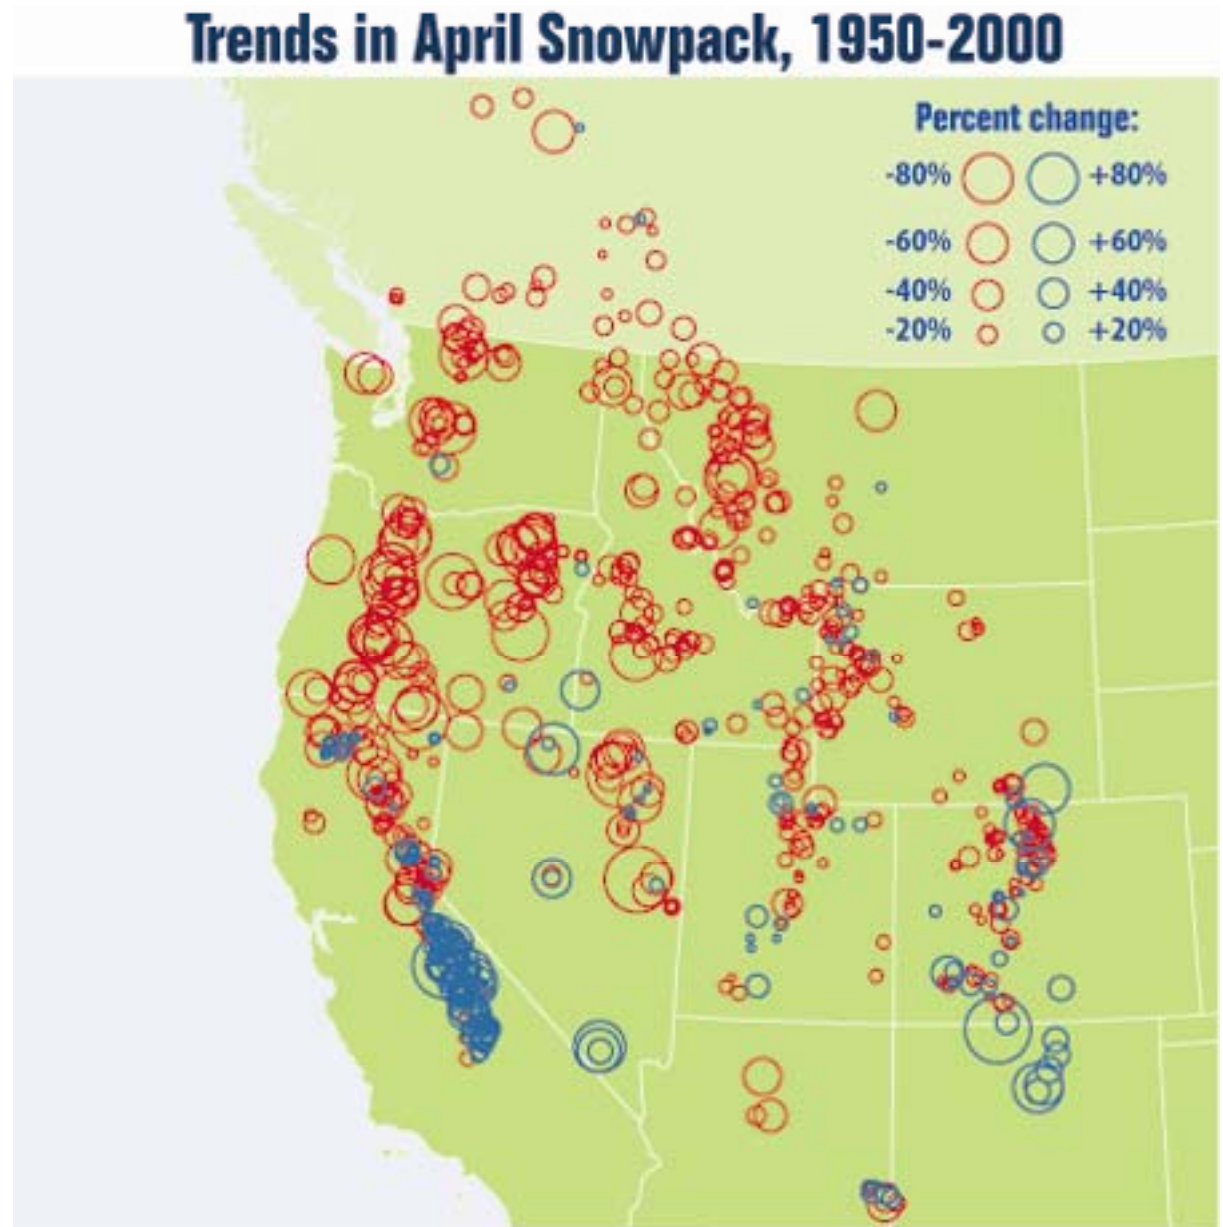 Trends in April Snowpack, 1950-2000
Percent change:
-80% +80%
-60% +60%
-40% +40%
-20% +20%